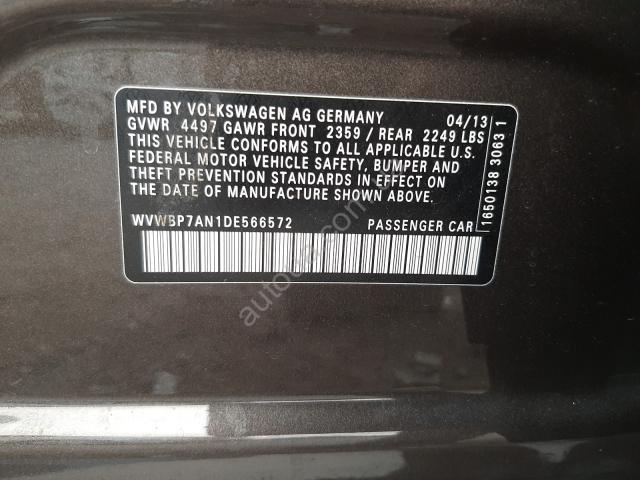 MFD BY VOLKSWAGEN AG GERMANY 04/13
GVWR 4497 GAWR FRONT 2359 / REAR 2249 LBS
THIS VEHICLE CONFORMS TO ALL APPLICABLE U.S.
FEDERAL MOTOR VEHICLE SAFETY, BUMPER AND
THEFT PREVENTION STANDARDS IN EFFECT ON
THE DATE OF MANUFACTURE SHOWN ABOVE.
WVWBP7AN1DE566572 PASSENGER CAR
1650138 30631